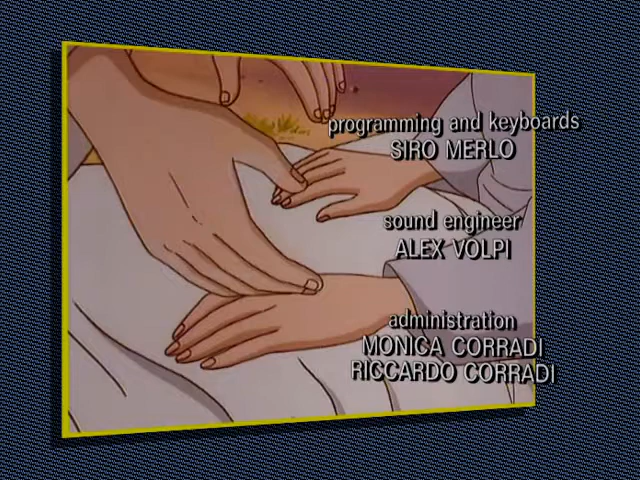 programming and keyboards
SIRO MERLO
sound engineer
ALEX VOLPI
administration
MONICA CORRADI
RICCARDO CORRADI